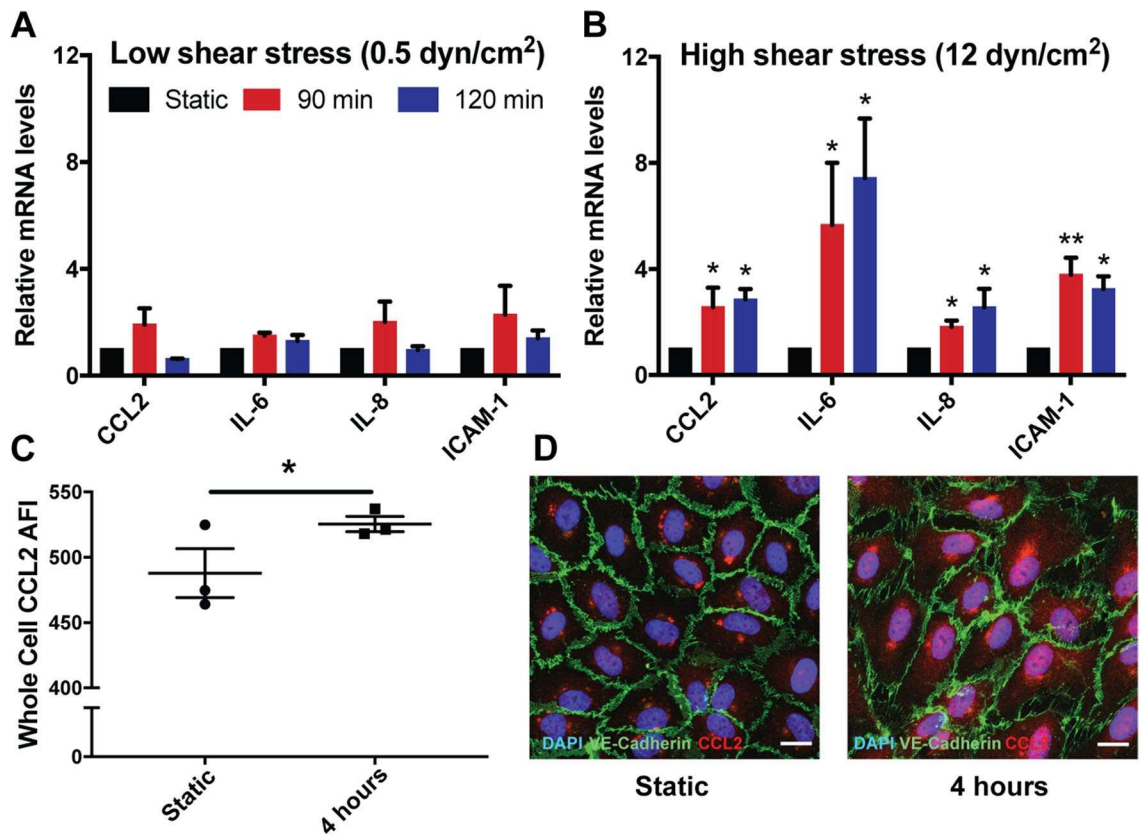 A
Low shear stress (0.5 dyn/cm²)
Relative mRNA levels
12
8
4
0
Static
90 min
120 min
CCL2
IL-6
IL-8
ICAM-1
B
High shear stress (12 dyn/cm²)
Relative mRNA levels
12
8
4
0
*
*
*
*
*
*
**
*
CCL2
IL-6
IL-8
ICAM-1
C
Whole Cell CCL2 AFI
550
500
450
400
0
*
Static
4 hours
D
DAPI VE-Cadherin CCL2
Static
DAPI VE-Cadherin CCL2
4 hours